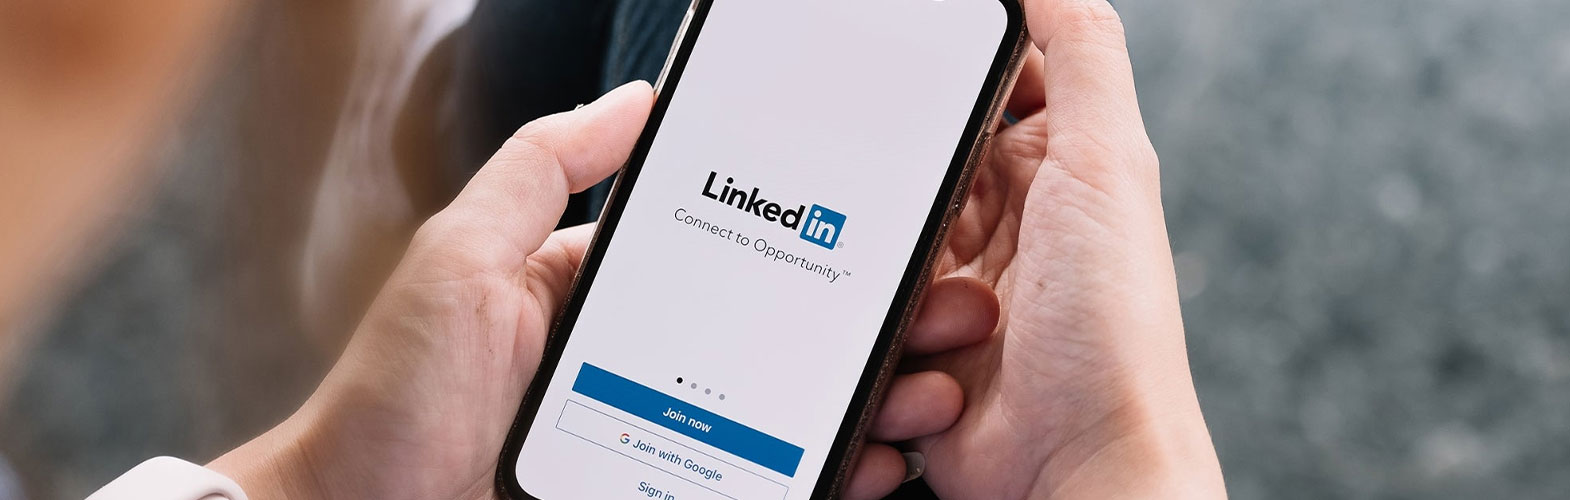 Linkedin®
Connect to Opportunity™
Join now
G Join with Google
Sign in